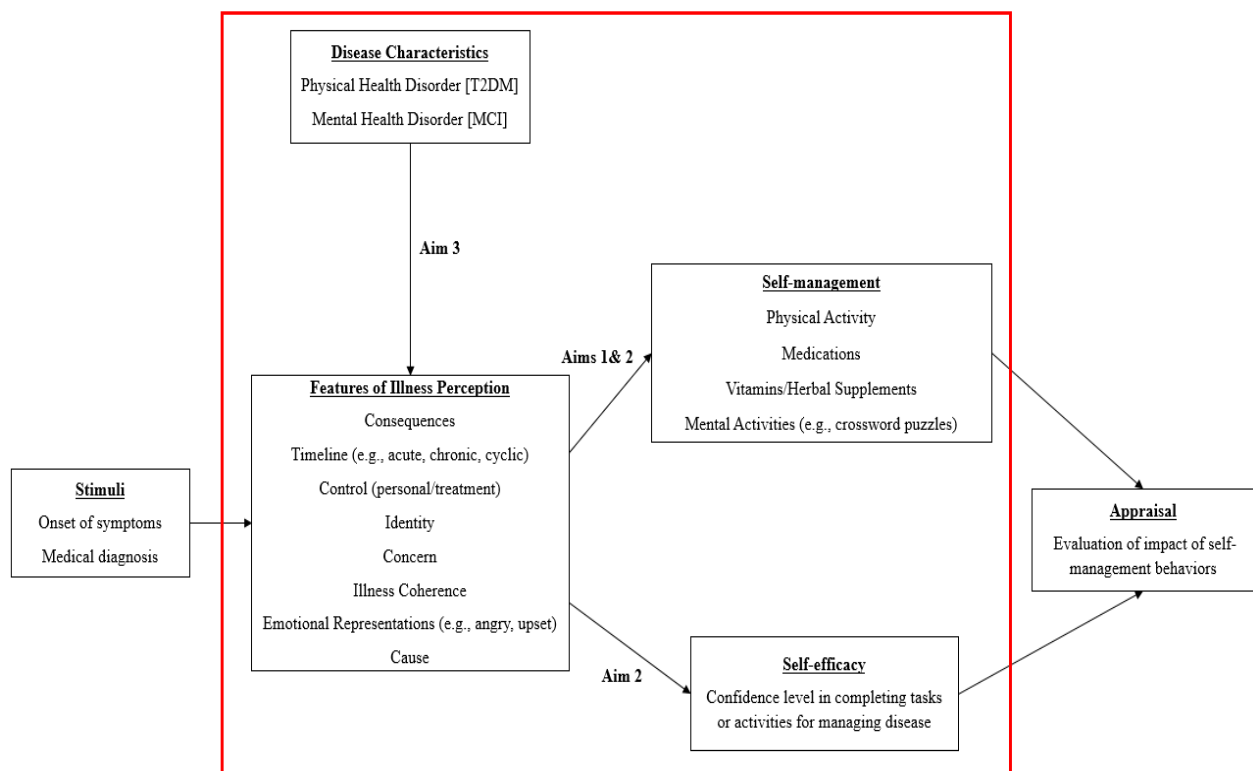 Disease Characteristics
Physical Health Disorder [T2DM]
Mental Health Disorder [MCI]
Aim 3
Features of Illness Perception
Consequences
Timeline (e.g., acute, chronic, cyclic)
Control (personal/treatment)
Identity
Concern
Illness Coherence
Emotional Representations (e.g., angry, upset)
Cause
Stimuli
Onset of symptoms
Medical diagnosis
Aims 1& 2
Self-management
Physical Activity
Medications
Vitamins/Herbal Supplements
Mental Activities (e.g., crossword puzzles)
Aim 2
Self-efficacy
Confidence level in completing tasks
or activities for managing disease
Appraisal
Evaluation of impact of self-
management behaviors